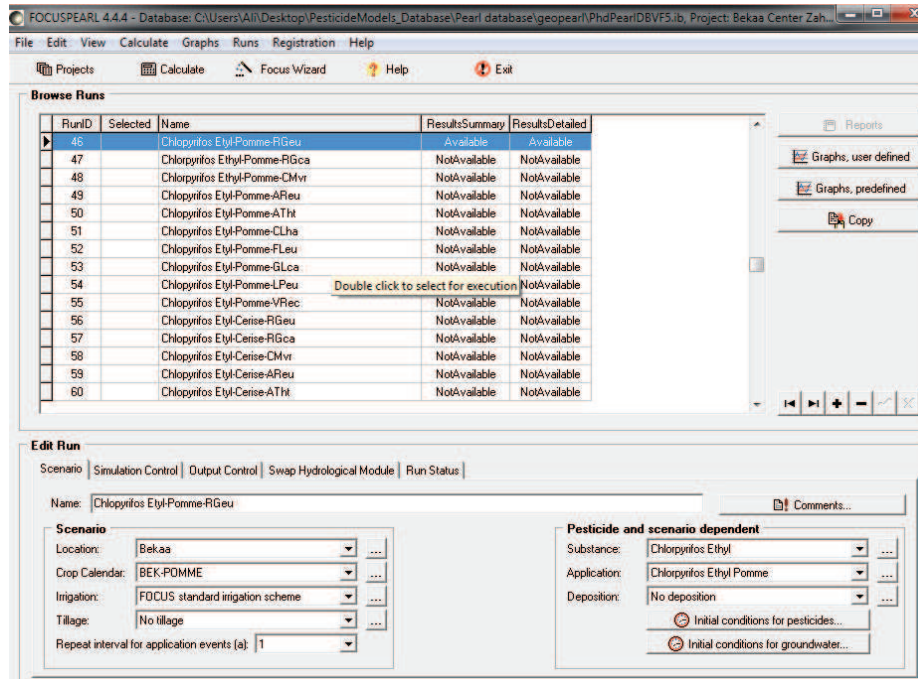 FOCUSPEARL 4.4.4 - Database: C:\Users\Ali\Desktop\PesticideModels_Database\Pearl database\geopearl\PhdPearlDBVF5.ib, Project: Bekaa Center Zah...
File Edit View Calculate Graphs Runs Registration Help
Projects Calculate Focus Wizard ? Help Exit
Browse Runs
RunID Selected Name ResultsSummary ResultsDetailed
46 Chlopyrifos Etyl-Pomme-RGeu Available Available
47 Chlorpyrifos Ethyl-Pomme-RGca NotAvailable NotAvailable
48 Chlorpyrifos Ethyl-Pomme-CMvr NotAvailable NotAvailable
49 Chlopyrifos Etyl-Pomme-AReu NotAvailable NotAvailable
50 Chlopyrifos Etyl-Pomme-ATht NotAvailable NotAvailable
51 Chlopyrifos Etyl-Pomme-CLha NotAvailable NotAvailable
52 Chlopyrifos Etyl-Pomme-FLeu NotAvailable NotAvailable
53 Chlopyrifos Etyl-Pomme-GLca NotAvailable NotAvailable
54 Chlopyrifos Etyl-Pomme-LPeu Double click to select for execution NotAvailable
55 Chlopyrifos Etyl-Pomme-VRec NotAvailable NotAvailable
56 Chlopyrifos Etyl-Cerise-RGeu NotAvailable NotAvailable
57 Chlopyrifos Etyl-Cerise-RGca NotAvailable NotAvailable
58 Chlopyrifos Etyl-Cerise-CMvr NotAvailable NotAvailable
59 Chlopyrifos Etyl-Cerise-AReu NotAvailable NotAvailable
60 Chlopyrifos Etyl-Cerise-ATht NotAvailable NotAvailable
Reports
Graphs, user defined
Graphs, predefined
Copy
Edit Run
Scenario Simulation Control Output Control Swap Hydrological Module Run Status
Name: Chlopyrifos Etyl-Pomme-RGeu Comments...
Scenario
Location: Bekaa ...
Crop Calendar: BEK-POMME ...
Irrigation: FOCUS standard irrigation scheme ...
Tillage: No tillage ...
Repeat interval for application events (a): 1
Pesticide and scenario dependent
Substance: Chlorpyrifos Ethyl ...
Application: Chlorpyrifos Ethyl Pomme ...
Deposition: No deposition ...
Initial conditions for pesticides...
Initial conditions for groundwater...